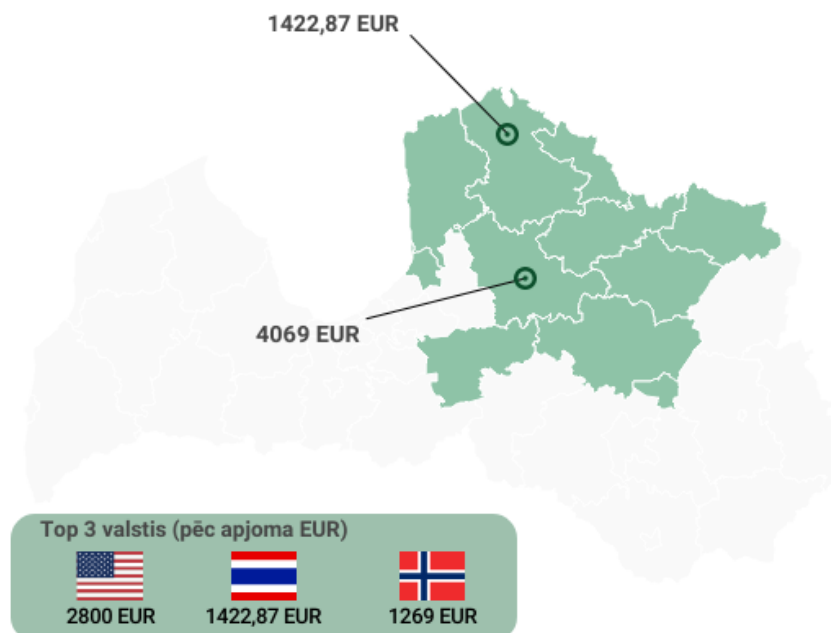 1422,87 EUR
4069 EUR
Top 3 valstis (pēc apjoma EUR)
2800 EUR 1422,87 EUR 1269 EUR